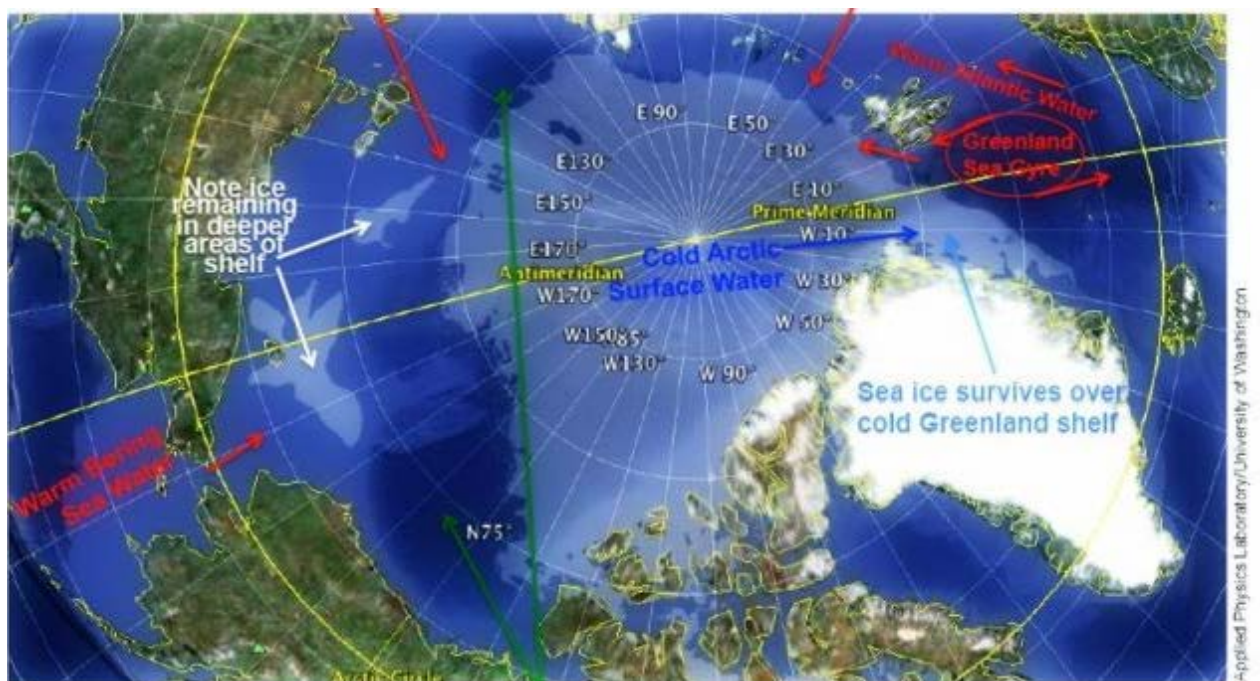 Warm Atlantic Water
E 90°
E 50°
Greenland
Sea Gyre
E130°
E 30°
Note ice
remaining
in deeper
areas of
shelf
E150°
E 10°
Prime Meridian
W 10°
E170°
Antimeridian
Cold Arctic
Surface Water
W170°
W 30°
W150°
85°
W 50°
W130°
W 90°
Sea ice survives over
cold Greenland shelf
Warm Bering
Sea Water
N75°
Arctic Circle
Applied Physics Laboratory/University of Washington